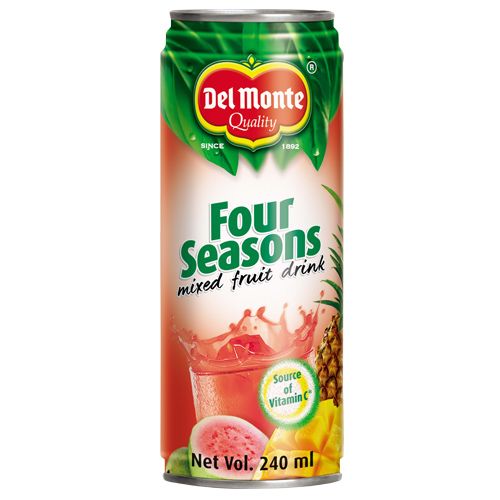 ®
Del Monte
Quality
SINCE 1892
Four
Seasons
mixed fruit drink
Source
of
Vitamin C*
Net Vol. 240 ml